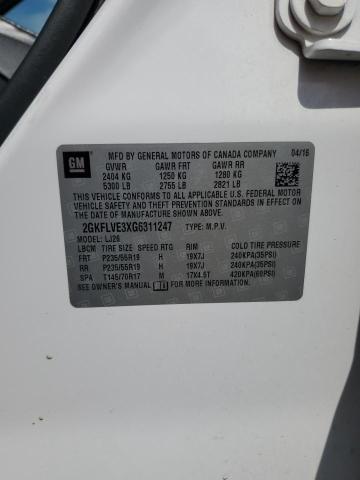 GM
MFD BY GENERAL MOTORS OF CANADA COMPANY 04/16
GVWR GAWR FRT GAWR RR
2404 KG 1250 KG 1280 KG
5300 LB 2755 LB 2821 LB
THIS VEHICLE CONFORMS TO ALL APPLICABLE U.S. FEDERAL MOTOR
VEHICLE SAFETY AND THEFT PREVENTION STANDARDS IN EFFECT
ON THE DATE OF MANUFACTURE SHOWN ABOVE.
2GKFLVE3XG6311247 TYPE: M.P.V.
MODEL: LJ26
LBCM TIRE SIZE SPEED RTG RIM COLD TIRE PRESSURE
FRT P235/55R19 H 19X7J 240KPA(35PSI)
RR P235/55R19 H 19X7J 240KPA(35PSI)
SPA T145/70R17 M 17X4.5T 420KPA(60PSI)
SEE OWNER'S MANUAL FOR MORE INFORMATION.